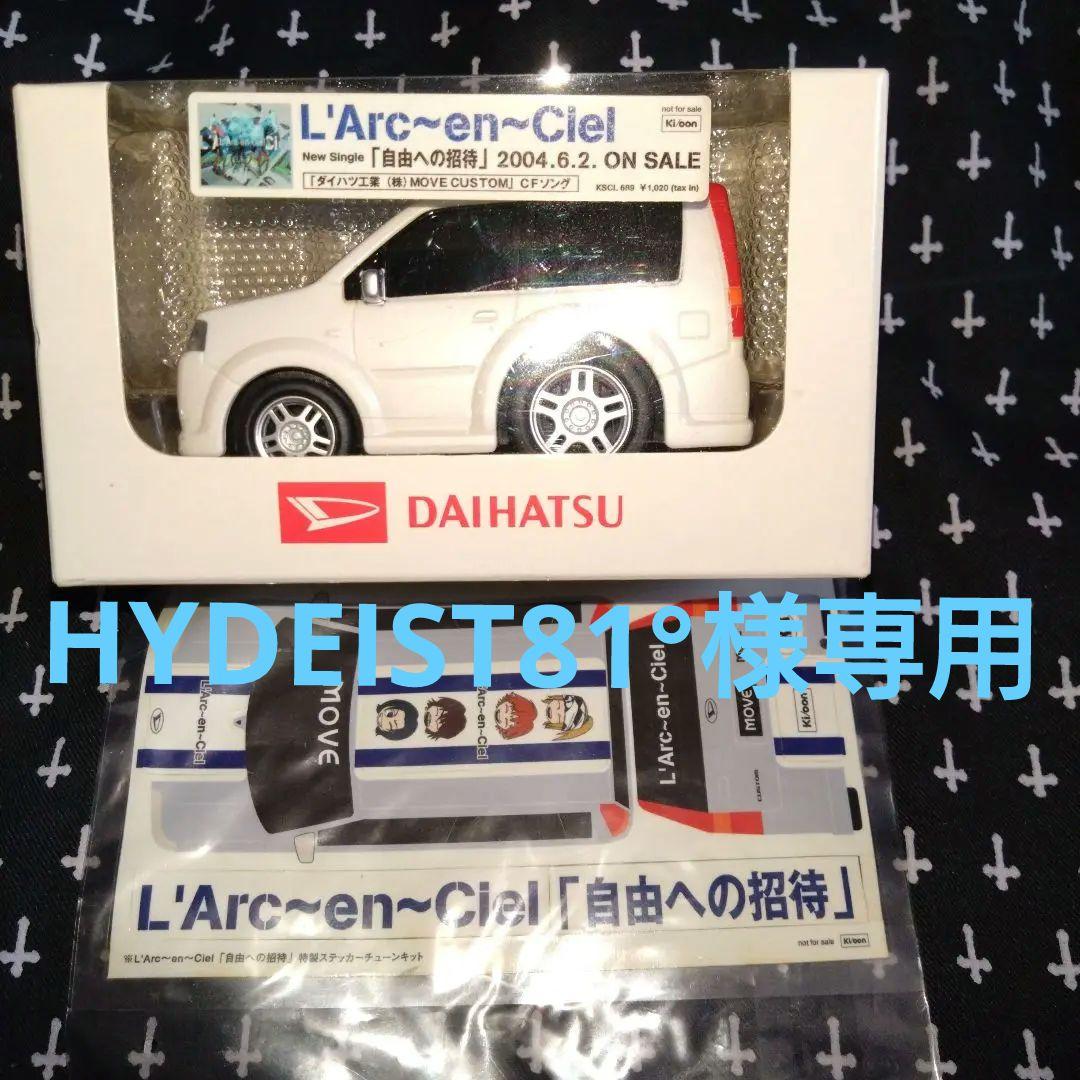 L'Arc~en~Ciel
not for sale
Ki/oon
New Single「自由への招待」2004.6.2. ON SALE
「ダイハツ工業（株）MOVE CUSTOM」CFソング
KSCL 689 ¥1,020 (tax in)
DAIHATSU
HYDEIST81°様専用
L'Arc~en~Ciel
MOVE
L'Arc~en~Ciel
L'Arc~en~Ciel
MOVE
CUSTOM
Ki/oon
L'Arc~en~Ciel「自由への招待」
not for sale
Ki/oon
※L'Arc~en~Ciel「自由への招待」特製ステッカーチューンキット